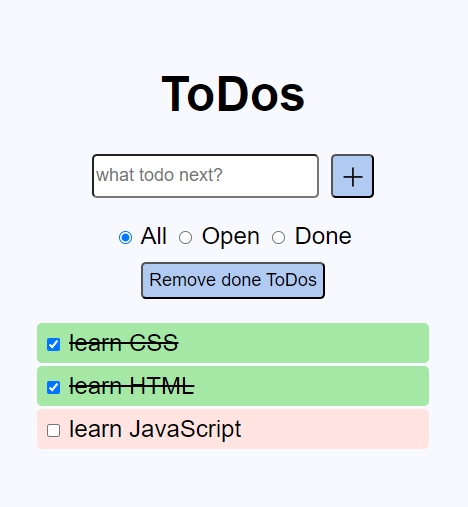 ToDos
what todo next?
All Open Done
Remove done ToDos
learn CSS
learn HTML
learn JavaScript